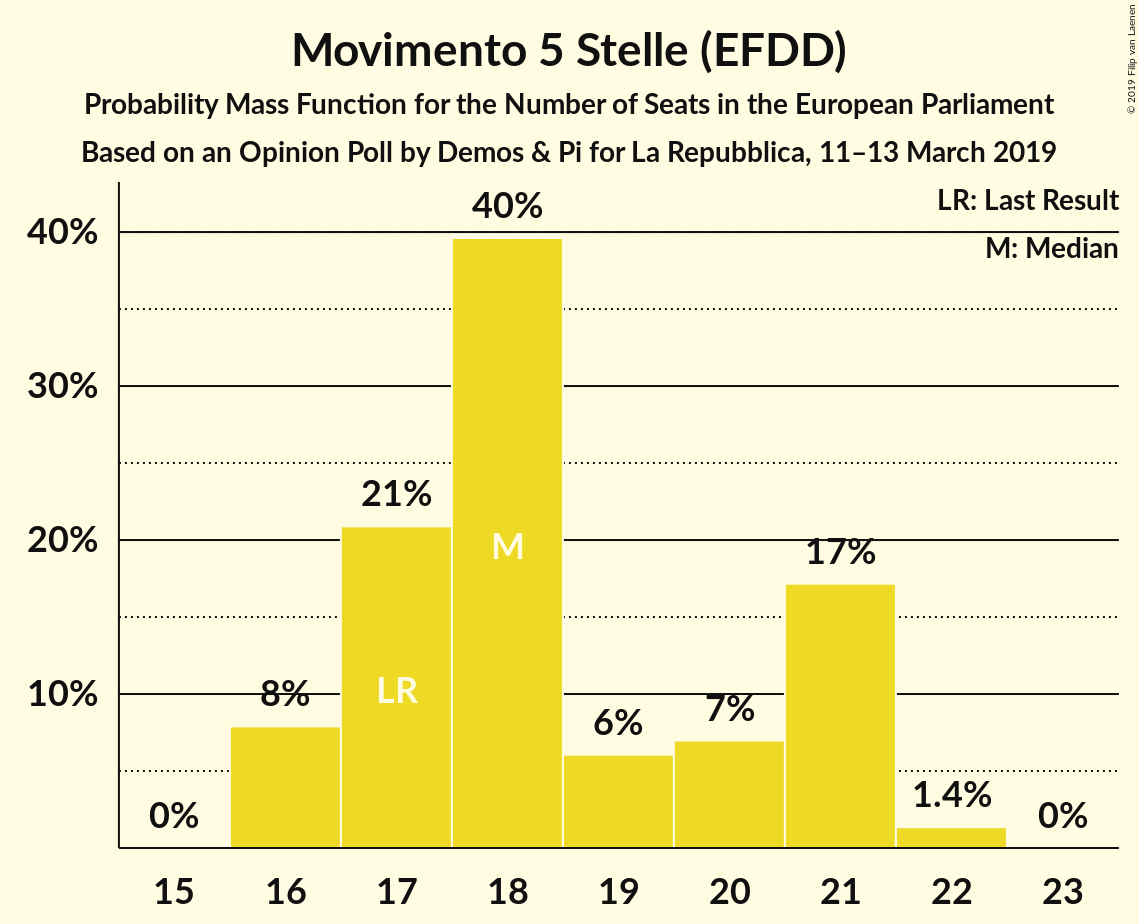 Movimento 5 Stelle (EFDD)
Probability Mass Function for the Number of Seats in the European Parliament
Based on an Opinion Poll by Demos & Pi for La Repubblica, 11–13 March 2019
© 2019 Filip van Laenen
LR: Last Result
M: Median
40%
30%
20%
10%
0%
8%
21%
40%
6%
7%
17%
1.4%
0%
LR
M
15 16 17 18 19 20 21 22 23